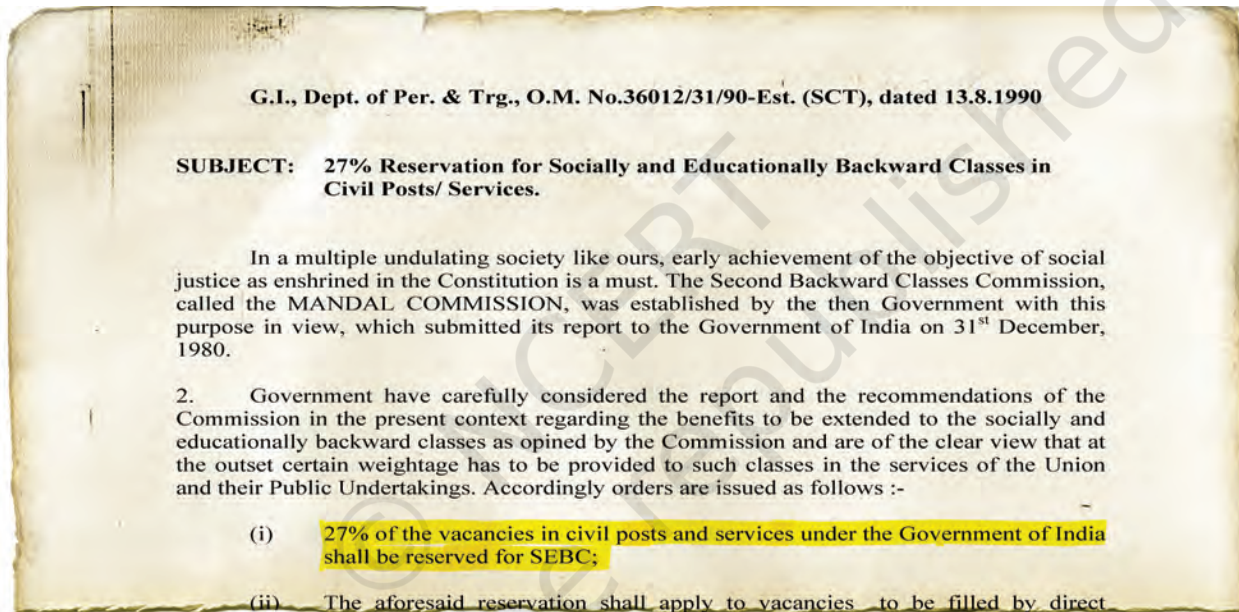 G.I., Dept. of Per. & Trg., O.M. No.36012/31/90-Est. (SCT), dated 13.8.1990
SUBJECT: 27% Reservation for Socially and Educationally Backward Classes in
Civil Posts/ Services.
In a multiple undulating society like ours, early achievement of the objective of social
justice as enshrined in the Constitution is a must. The Second Backward Classes Commission,
called the MANDAL COMMISSION, was established by the then Government with this
purpose in view, which submitted its report to the Government of India on 31st December,
1980.
2. Government have carefully considered the report and the recommendations of the
Commission in the present context regarding the benefits to be extended to the socially and
educationally backward classes as opined by the Commission and are of the clear view that at
the outset certain weightage has to be provided to such classes in the services of the Union
and their Public Undertakings. Accordingly orders are issued as follows :-
(i) 27% of the vacancies in civil posts and services under the Government of India
shall be reserved for SEBC;
(ii) The aforesaid reservation shall apply to vacancies to be filled by direct
© NCERT
republished